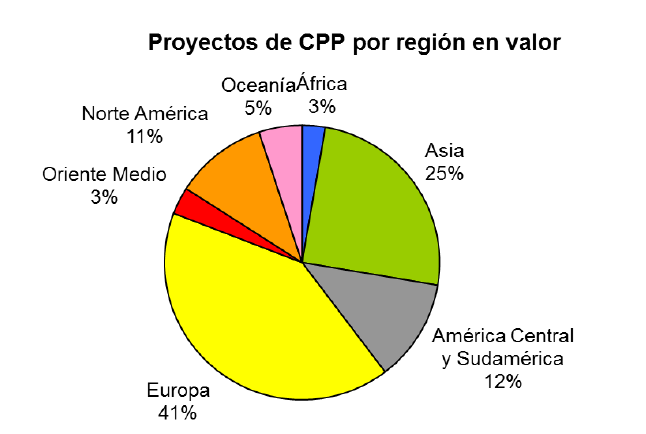 Proyectos de CPP por región en valor
Oceanía
5%
África
3%
Norte América
11%
Asia
25%
Oriente Medio
3%
América Central
y Sudamérica
12%
Europa
41%